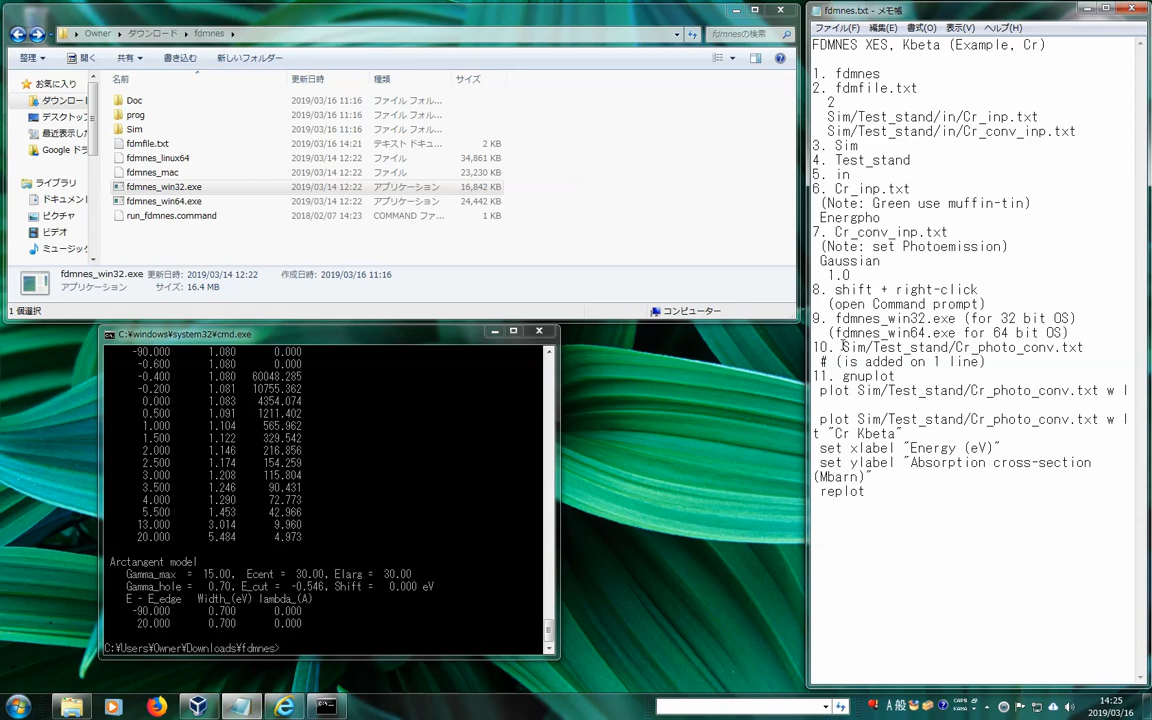 Owner ▸ ダウンロード ▸ fdmnes ▸
fdmnesの検索
整理 開く 共有 書き込む 新しいフォルダー
お気に入り
ダウンロー
デスクトッ
最近表示し
Google ドラ
ライブラリ
ドキュメン
ピクチャ
ビデオ
ミュージッ
名前 更新日時 種類 サイズ
Doc 2019/03/16 11:16 ファイル フォル...
prog 2019/03/16 11:16 ファイル フォル...
Sim 2019/03/16 11:16 ファイル フォル...
fdmfile.txt 2019/03/16 14:21 テキスト ドキュ... 2 KB
fdmnes_linux64 2019/03/14 12:22 ファイル 34,861 KB
fdmnes_mac 2019/03/14 12:22 ファイル 23,230 KB
fdmnes_win32.exe 2019/03/14 12:22 アプリケーション 16,842 KB
fdmnes_win64.exe 2019/03/14 12:22 アプリケーション 24,442 KB
run_fdmnes.command 2018/02/07 14:23 COMMAND ファ... 1 KB
fdmnes_win32.exe 更新日時: 2019/03/14 12:22 作成日時: 2019/03/16 11:16
アプリケーション サイズ: 16.4 MB
1 個選択 コンピューター
C:¥windows¥system32¥cmd.exe
-90.000 1.080 0.000
-0.600 1.080 0.000
-0.400 1.080 60048.285
-0.200 1.081 10755.362
0.000 1.083 4354.074
0.500 1.091 1211.402
1.000 1.104 565.962
1.500 1.122 329.542
2.000 1.146 216.856
2.500 1.174 154.259
3.000 1.208 115.804
3.500 1.246 90.431
4.000 1.290 72.773
5.500 1.453 42.966
13.000 3.014 9.960
20.000 5.484 4.973
Arctangent model
Gamma_max = 15.00, Ecent = 30.00, Elarg = 30.00
Gamma_hole = 0.70, E_cut = -0.546, Shift = 0.000 eV
E - E_edge Width_(eV) lambda_(A)
-90.000 0.700 0.000
20.000 0.700 0.000
C:¥Users¥Owner¥Downloads¥fdmnes>
fdmnes.txt - メモ帳
ファイル(F) 編集(E) 書式(O) 表示(V) ヘルプ(H)
FDMNES XES, Kbeta (Example, Cr)
1. fdmnes
2. fdmfile.txt
2
Sim/Test_stand/in/Cr_inp.txt
Sim/Test_stand/in/Cr_conv_inp.txt
3. Sim
4. Test_stand
5. in
6. Cr_inp.txt
(Note: Green use muffin-tin)
Energpho
7. Cr_conv_inp.txt
(Note: set Photoemission)
Gaussian
1.0
8. shift + right-click
(open Command prompt)
9. fdmnes_win32.exe (for 32 bit OS)
(fdmnes_win64.exe for 64 bit OS)
10. Sim/Test_stand/Cr_photo_conv.txt
# (is added on 1 line)
11. gnuplot
plot Sim/Test_stand/Cr_photo_conv.txt w l
plot Sim/Test_stand/Cr_photo_conv.txt w l
t "Cr Kbeta"
set xlabel "Energy (eV)"
set ylabel "Absorption cross-section
(Mbarn)"
replot
A 般
CAPS
KANA
14:25
2019/03/16